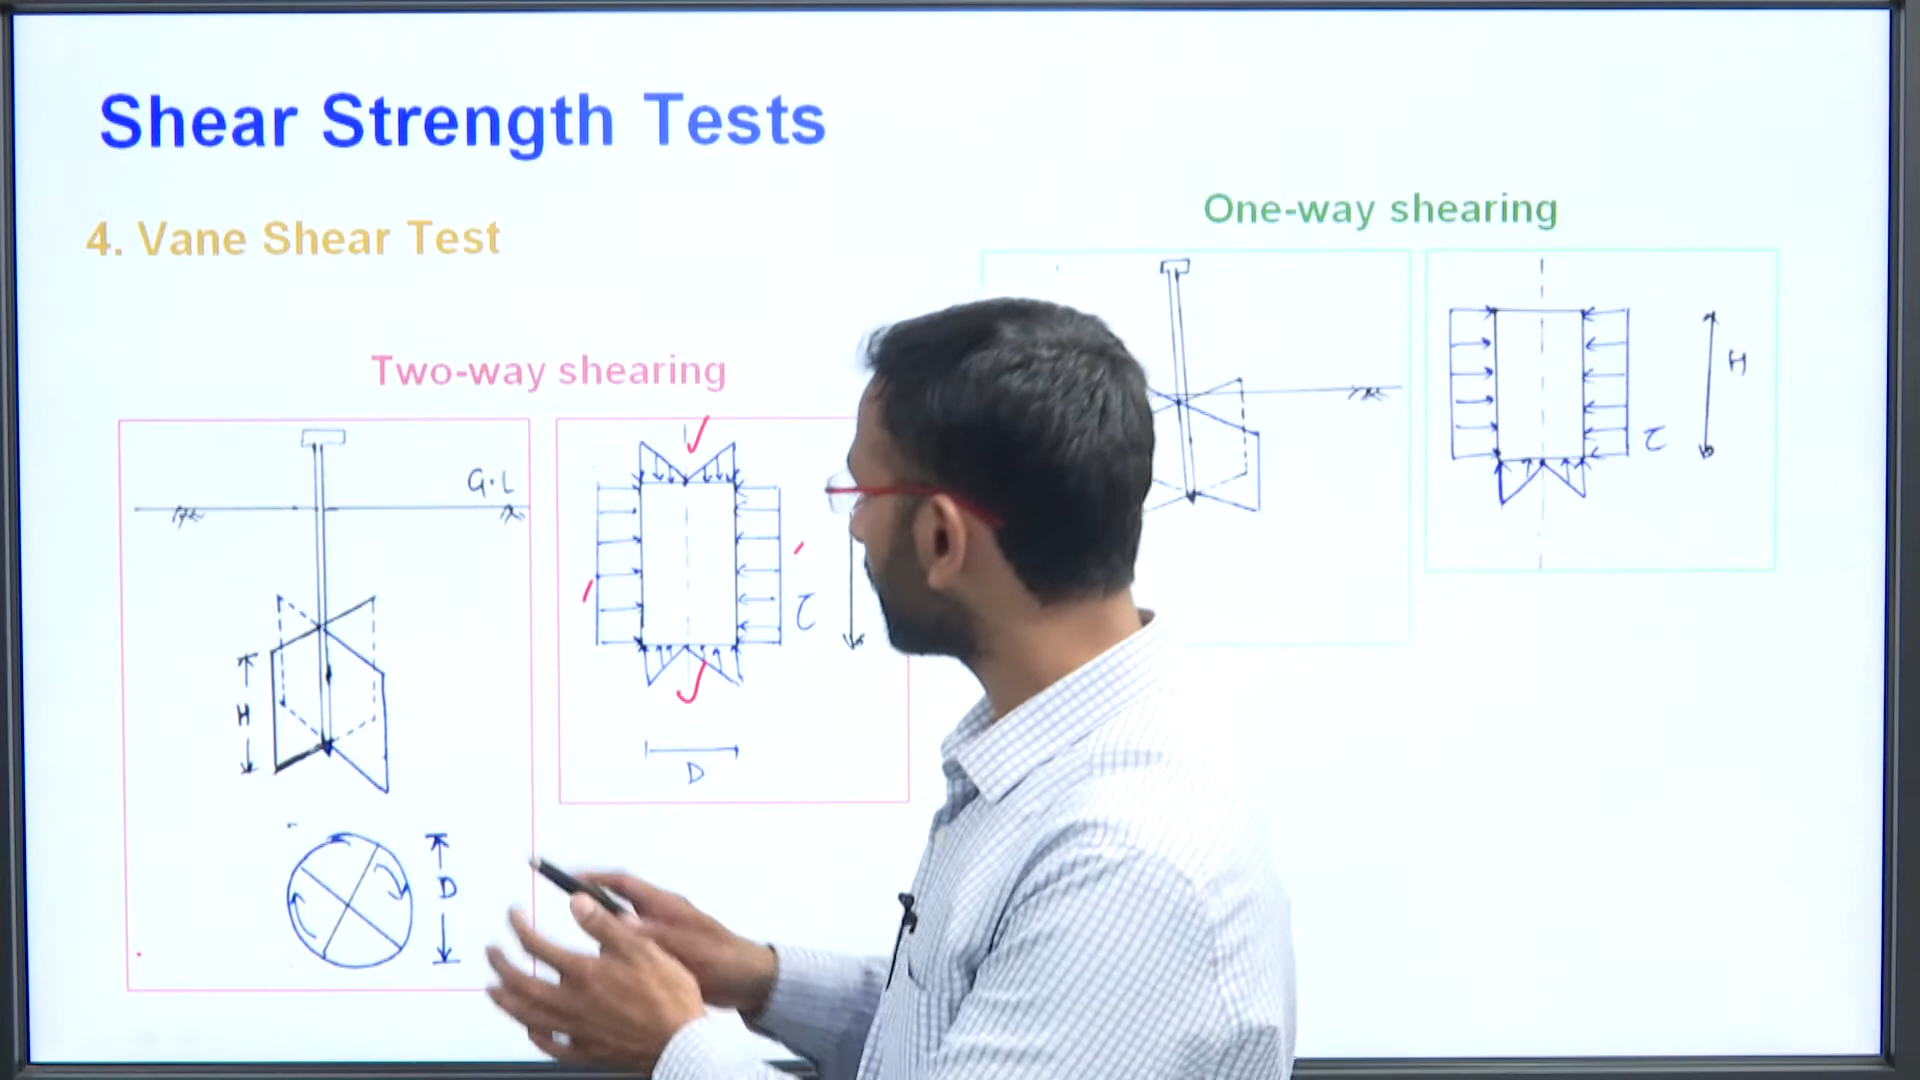 Shear Strength Tests
4. Vane Shear Test
Two-way shearing
G.L
H
D
τ
D
One-way shearing
H
τ